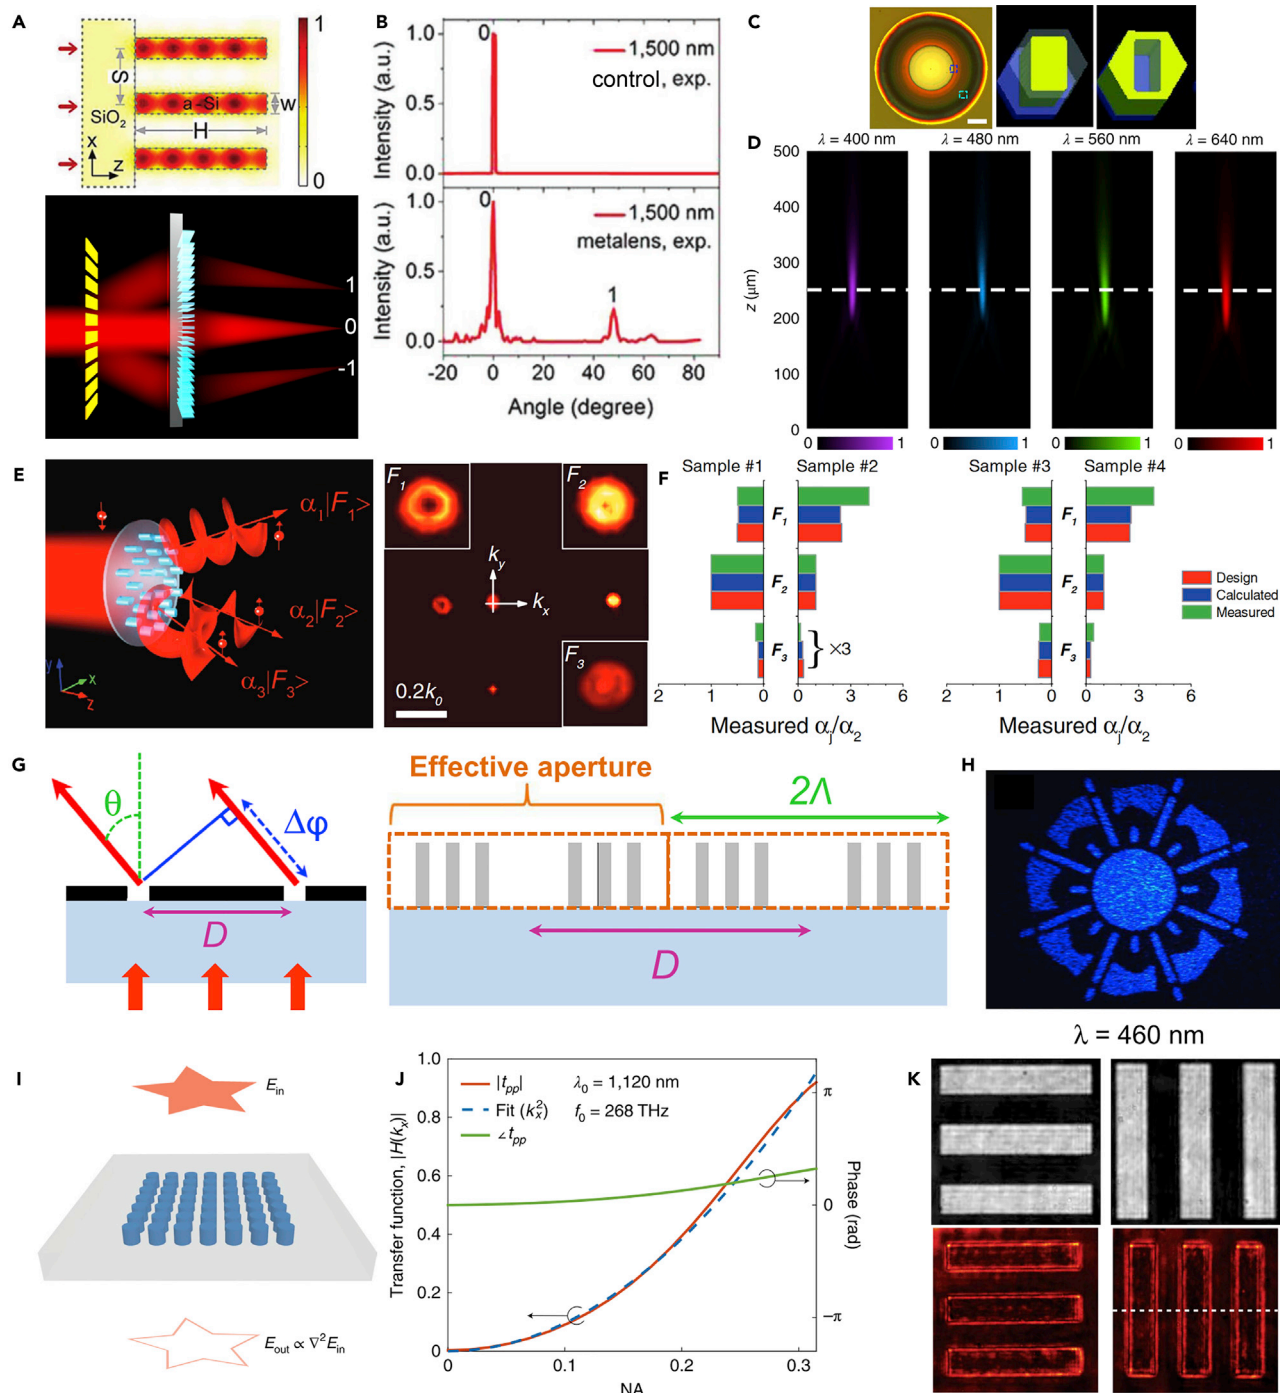 A
S
a-Si
w
SiO2
H
x
z
1
0
1
0
-1
B
0
1,500 nm
control, exp.
Intensity (a.u.)
1.0
0.5
0.0
0
1,500 nm
metalens, exp.
Intensity (a.u.)
1.0
0.5
0.0
1
-20 0 20 40 60 80
Angle (degree)
C
D
λ = 400 nm λ = 480 nm λ = 560 nm λ = 640 nm
500
400
300
200
100
0
z (μm)
0 1 0 1 0 1 0 1
E
α1|F1>
α2|F2>
α3|F3>
y
x
z
F1
F2
ky
kx
F3
0.2k0
F
Sample #1 Sample #2 Sample #3 Sample #4
F1 F1
F2 F2
F3 F3
×3
Design
Calculated
Measured
2 1 0 0 3 6 2 1 0 0 3 6
Measured αj/α2 Measured αj/α2
G
θ
Δφ
D
Effective aperture
2Λ
D
H
λ = 460 nm
I
Ein
Eout ∝ ∇²Ein
J
|tpp|
Fit (kx²)
∠tpp
λ0 = 1,120 nm
f0 = 268 THz
Transfer function, |H(kx)|
1.0
0.8
0.6
0.4
0.2
0
π
0
−π
Phase (rad)
0 0.1 0.2 0.3
NA
K